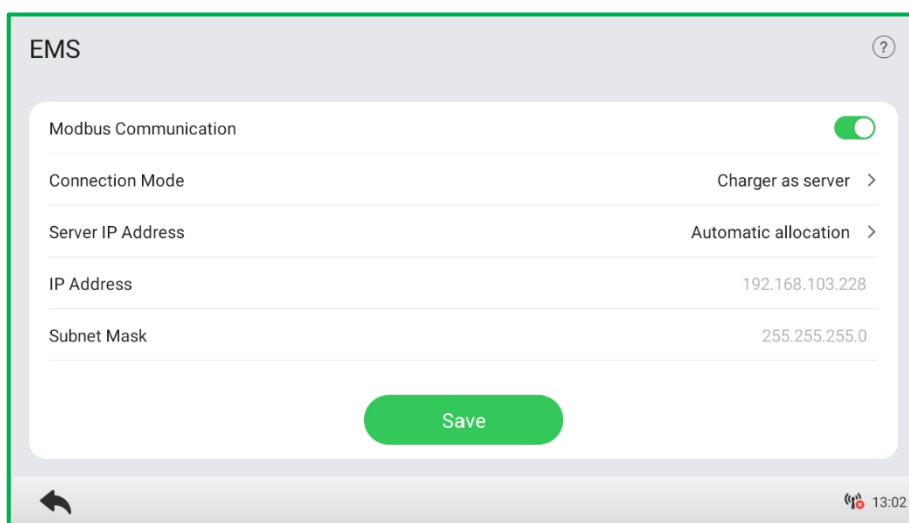 EMS
?
Modbus Communication
Connection Mode Charger as server >
Server IP Address Automatic allocation >
IP Address 192.168.103.228
Subnet Mask 255.255.255.0
Save
13:02